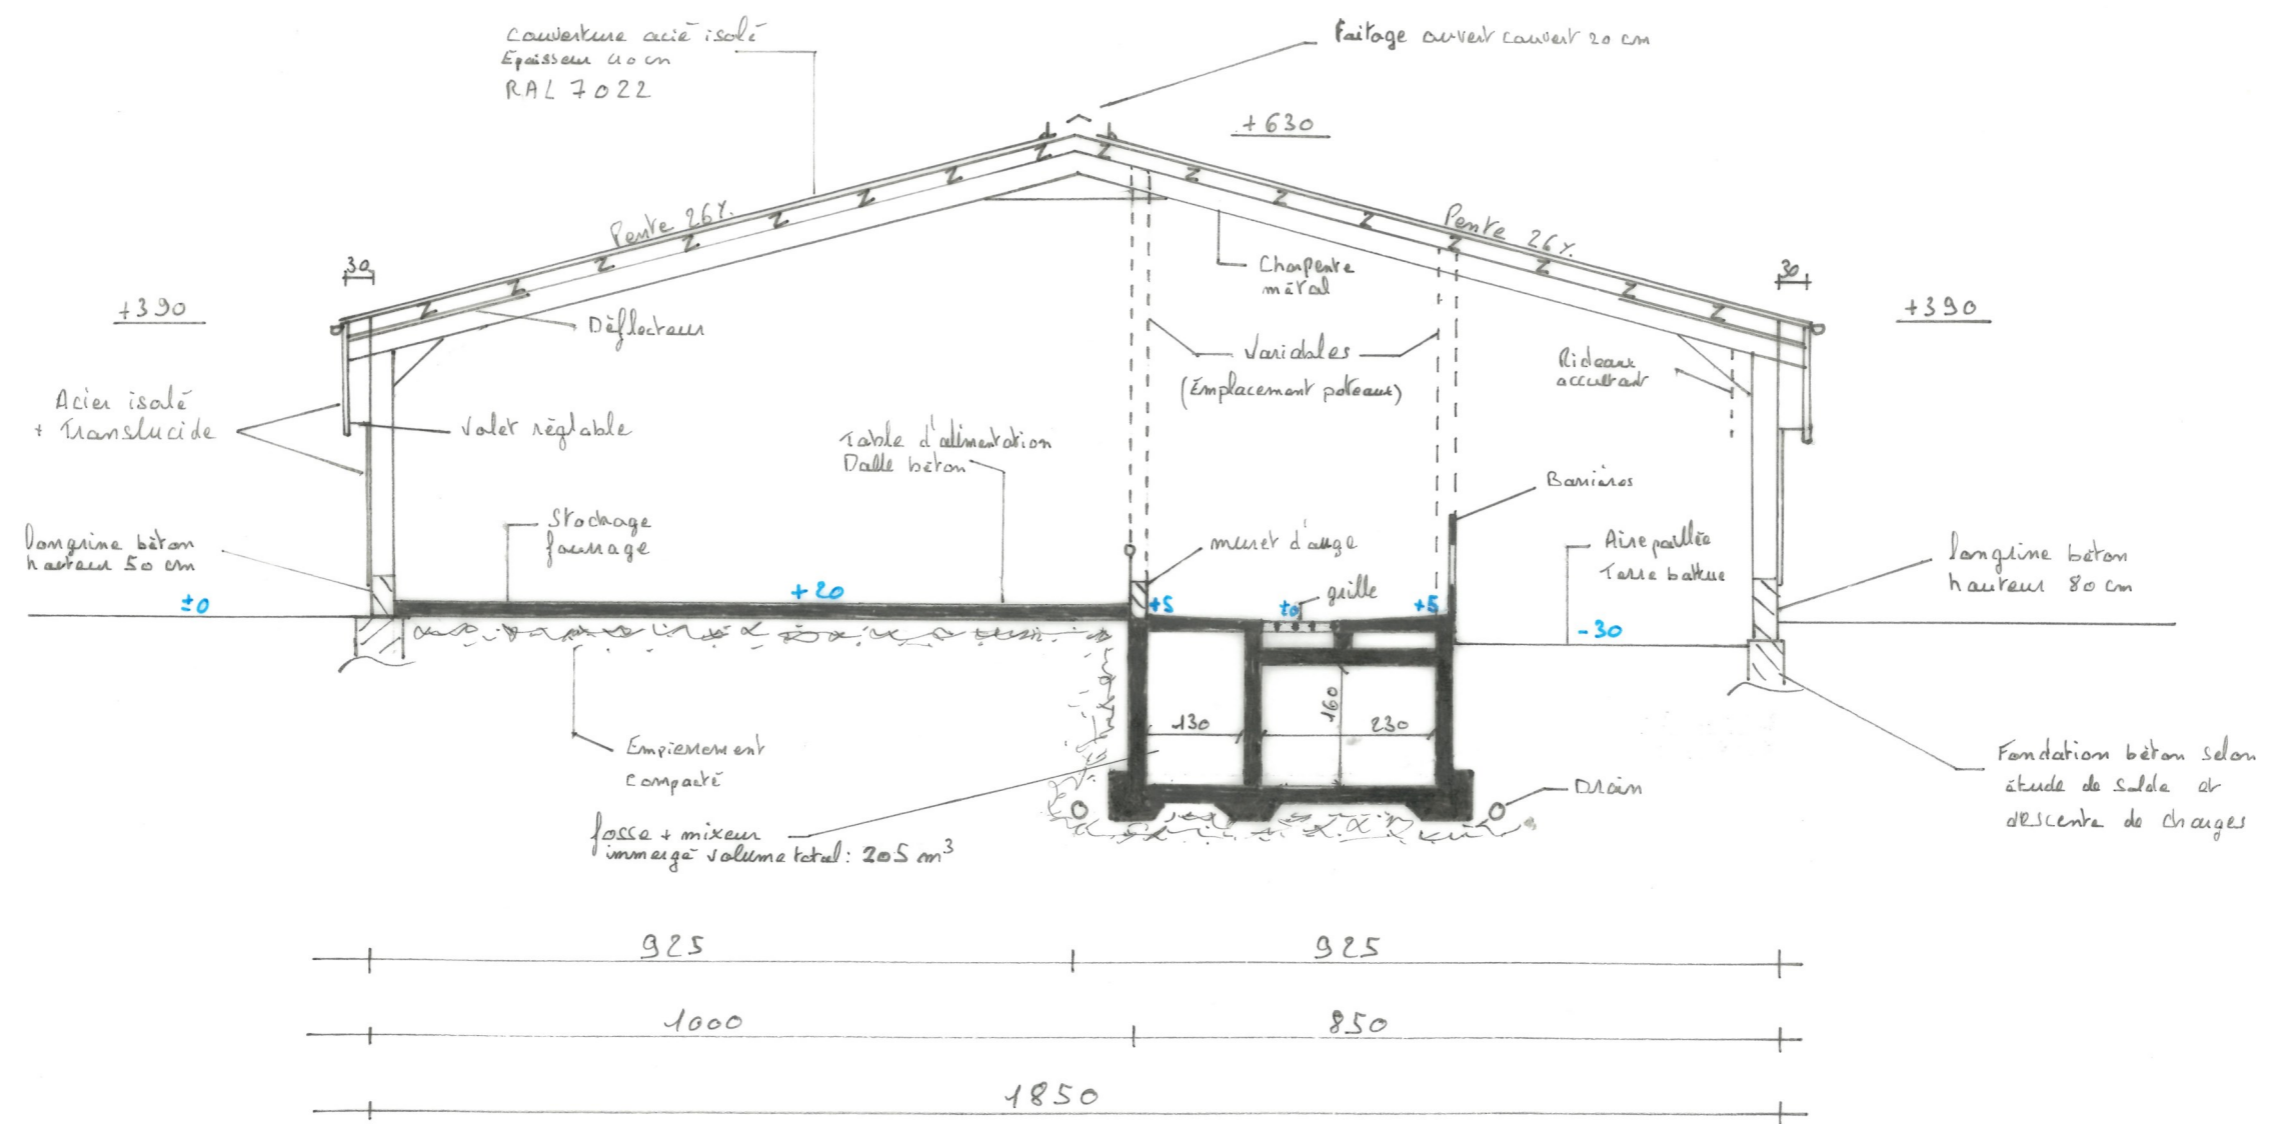 Couverture acié isolé
Epaisseur 40 cm
RAL 7022
Faitage ouvert couvert 20 cm
+630
Pente 26%.
Pente 26%.
30
30
+390
+390
Déflecteur
Charpente
métal
Variables
(Emplacement poteaux)
Rideaux
occultant
Acier isolé
+ Translucide
Volet règlable
Table d'alimentation
Dalle béton
Barrières
Stockage
fourrage
muret d'auge
Aire paillée
Terre battue
longrine béton
hauteur 50 cm
longrine béton
hauteur 80 cm
±0
+20
+5
±0
grille
+5
-30
130
160
230
Empierrement
compacté
Drain
fosse + mixeur
immergé volume total : 205 m³
Fondation béton selon
étude de solde et
descente de charges
925
925
1000
850
1850